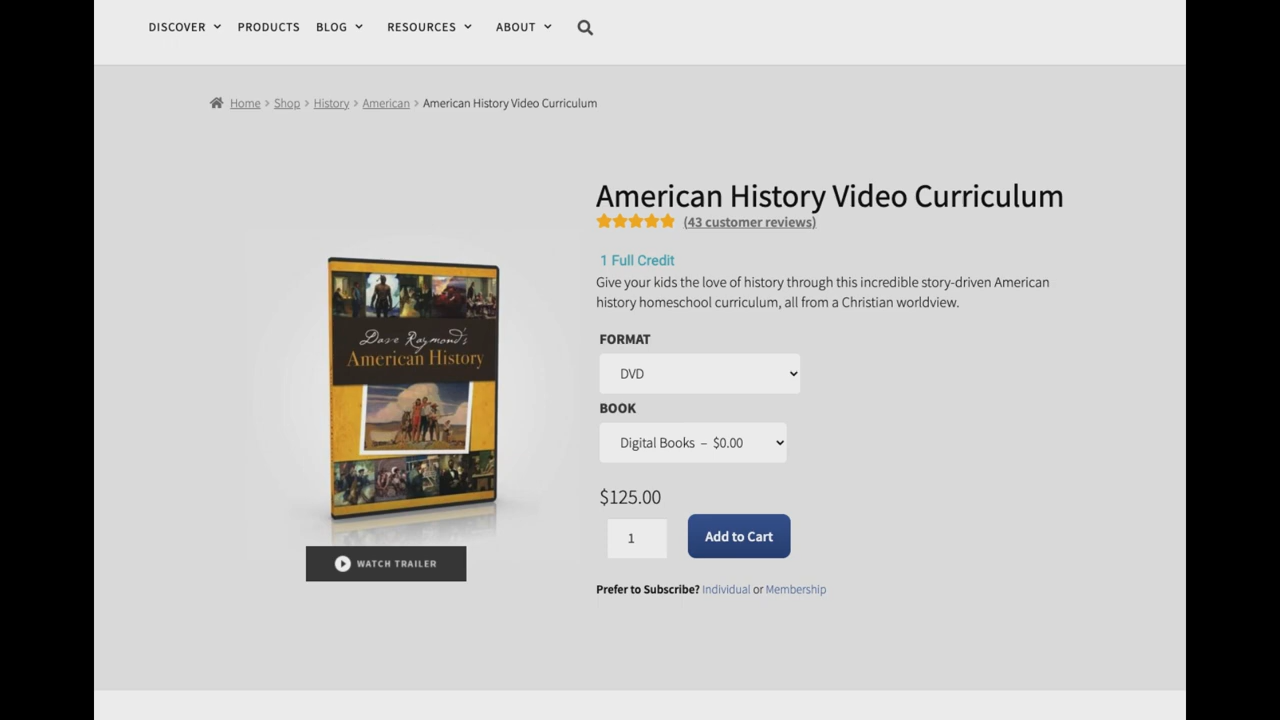 DISCOVER PRODUCTS BLOG RESOURCES ABOUT
Home > Shop > History > American > American History Video Curriculum
American History Video Curriculum
(43 customer reviews)
1 Full Credit
Give your kids the love of history through this incredible story-driven American
history homeschool curriculum, all from a Christian worldview.
FORMAT
DVD
BOOK
Digital Books – $0.00
$125.00
1 Add to Cart
Prefer to Subscribe? Individual or Membership
Dave Raymond's
American History
WATCH TRAILER